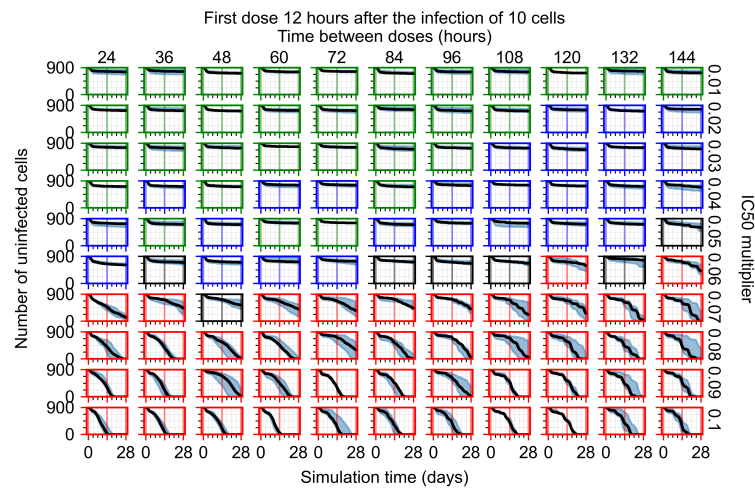 First dose 12 hours after the infection of 10 cells
Time between doses (hours)
24 36 48 60 72 84 96 108 120 132 144
900 0 0.01
900 0 0.02
900 0 0.03
900 0 0.04
900 0 0.05
900 0 0.06
900 0 0.07
900 0 0.08
900 0 0.09
900 0 0.1
Number of uninfected cells
IC50 multiplier
0 28 0 28 0 28 0 28 0 28 0 28 0 28 0 28 0 28 0 28 0 28
Simulation time (days)